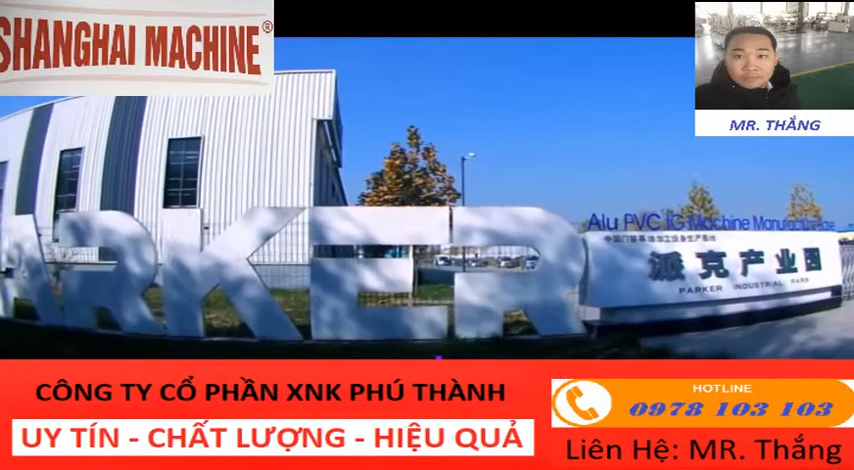 SHANGHAI MACHINE®
MR. THẮNG
ARKER
Alu PVC IG Machine Manufacture Base
派克产业园
PARKER INDUSTRIAL PARK
CÔNG TY CỔ PHẦN XNK PHÚ THÀNH
UY TÍN - CHẤT LƯỢNG - HIỆU QUẢ
HOTLINE
0978 103 103
Liên Hệ: MR. Thắng